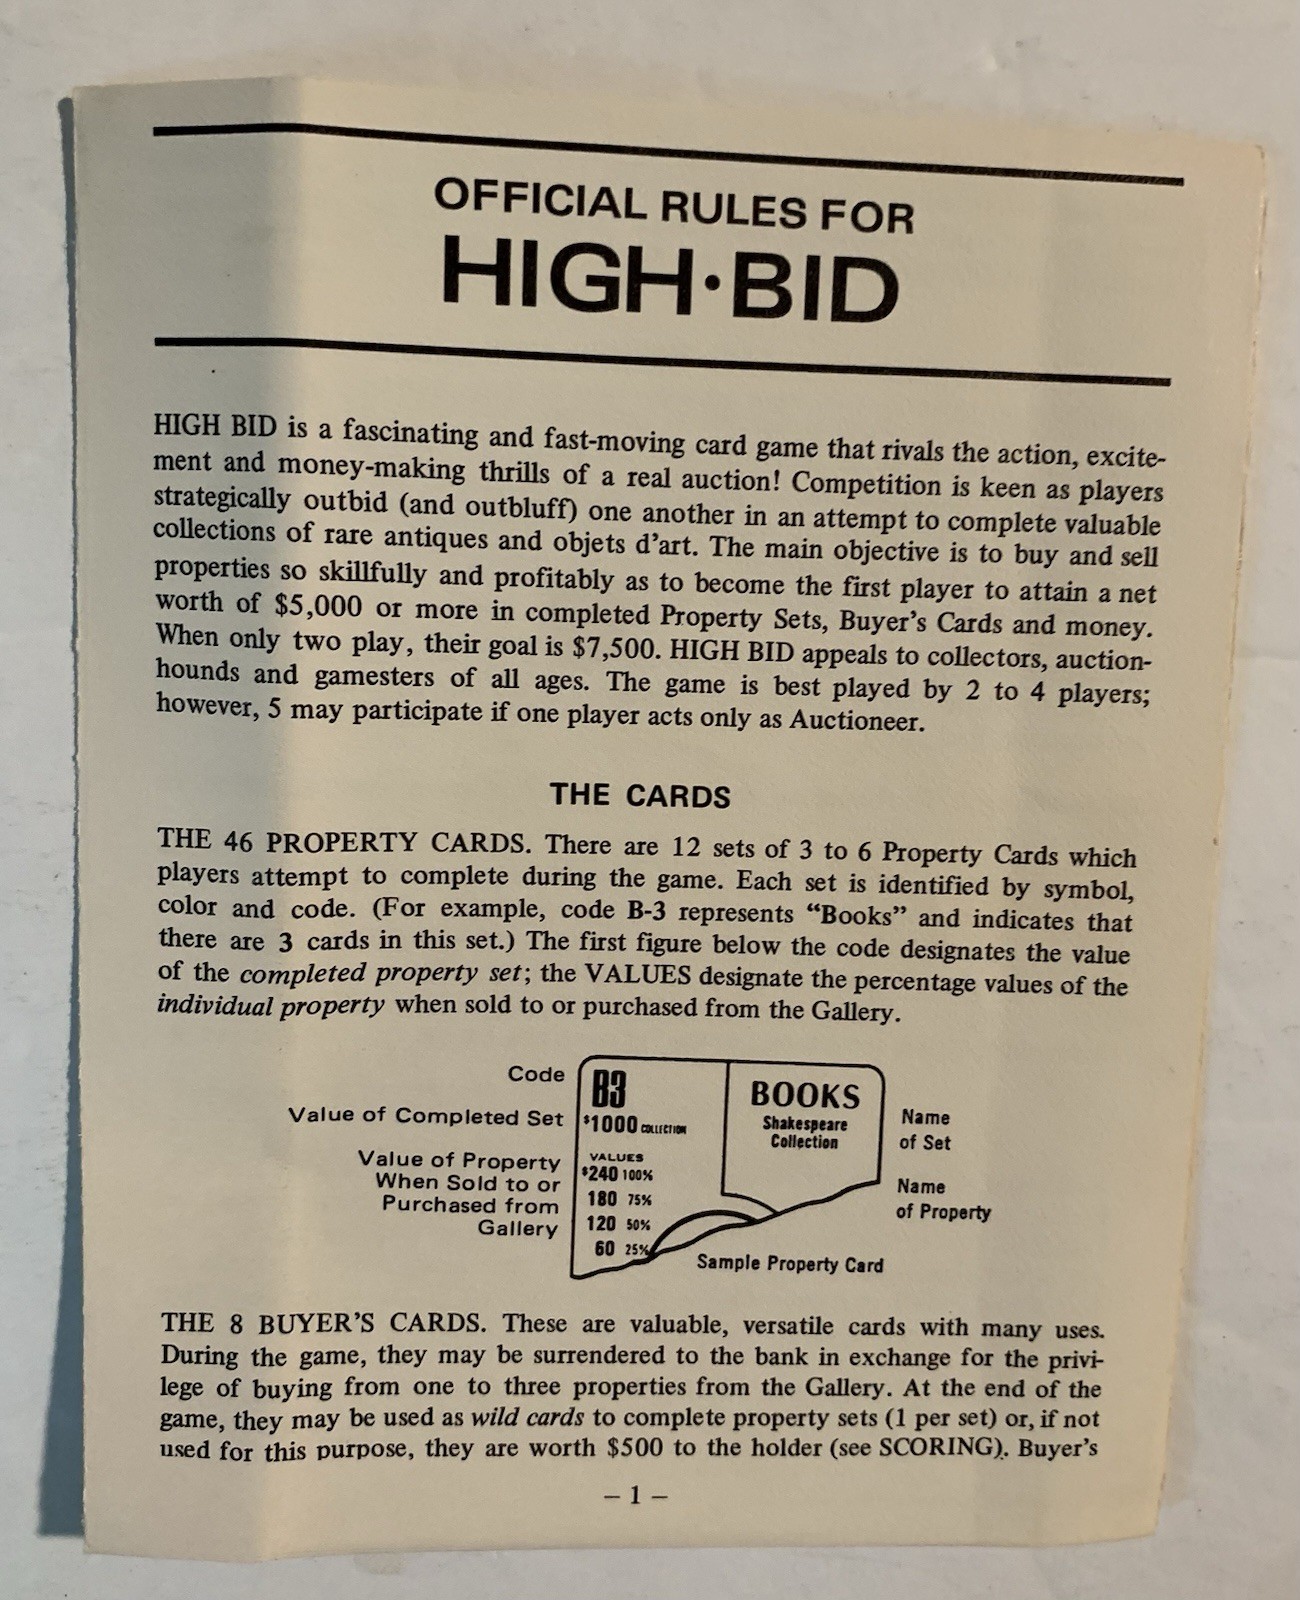 OFFICIAL RULES FOR
HIGH·BID
HIGH BID is a fascinating and fast-moving card game that rivals the action, excite-
ment and money-making thrills of a real auction! Competition is keen as players
strategically outbid (and outbluff) one another in an attempt to complete valuable
collections of rare antiques and objets d’art. The main objective is to buy and sell
properties so skillfully and profitably as to become the first player to attain a net
worth of $5,000 or more in completed Property Sets, Buyer’s Cards and money.
When only two play, their goal is $7,500. HIGH BID appeals to collectors, auction-
hounds and gamesters of all ages. The game is best played by 2 to 4 players;
however, 5 may participate if one player acts only as Auctioneer.
THE CARDS
THE 46 PROPERTY CARDS. There are 12 sets of 3 to 6 Property Cards which
players attempt to complete during the game. Each set is identified by symbol,
color and code. (For example, code B-3 represents “Books” and indicates that
there are 3 cards in this set.) The first figure below the code designates the value
of the completed property set; the VALUES designate the percentage values of the
individual property when sold to or purchased from the Gallery.
Code
Value of Completed Set
Value of Property
When Sold to or
Purchased from
Gallery
B3
$1000 COLLECTION
VALUES
$240 100%
180 75%
120 50%
60 25%
BOOKS
Shakespeare
Collection
Name
of Set
Name
of Property
Sample Property Card
THE 8 BUYER’S CARDS. These are valuable, versatile cards with many uses.
During the game, they may be surrendered to the bank in exchange for the privi-
lege of buying from one to three properties from the Gallery. At the end of the
game, they may be used as wild cards to complete property sets (1 per set) or, if not
used for this purpose, they are worth $500 to the holder (see SCORING). Buyer’s
– 1 –